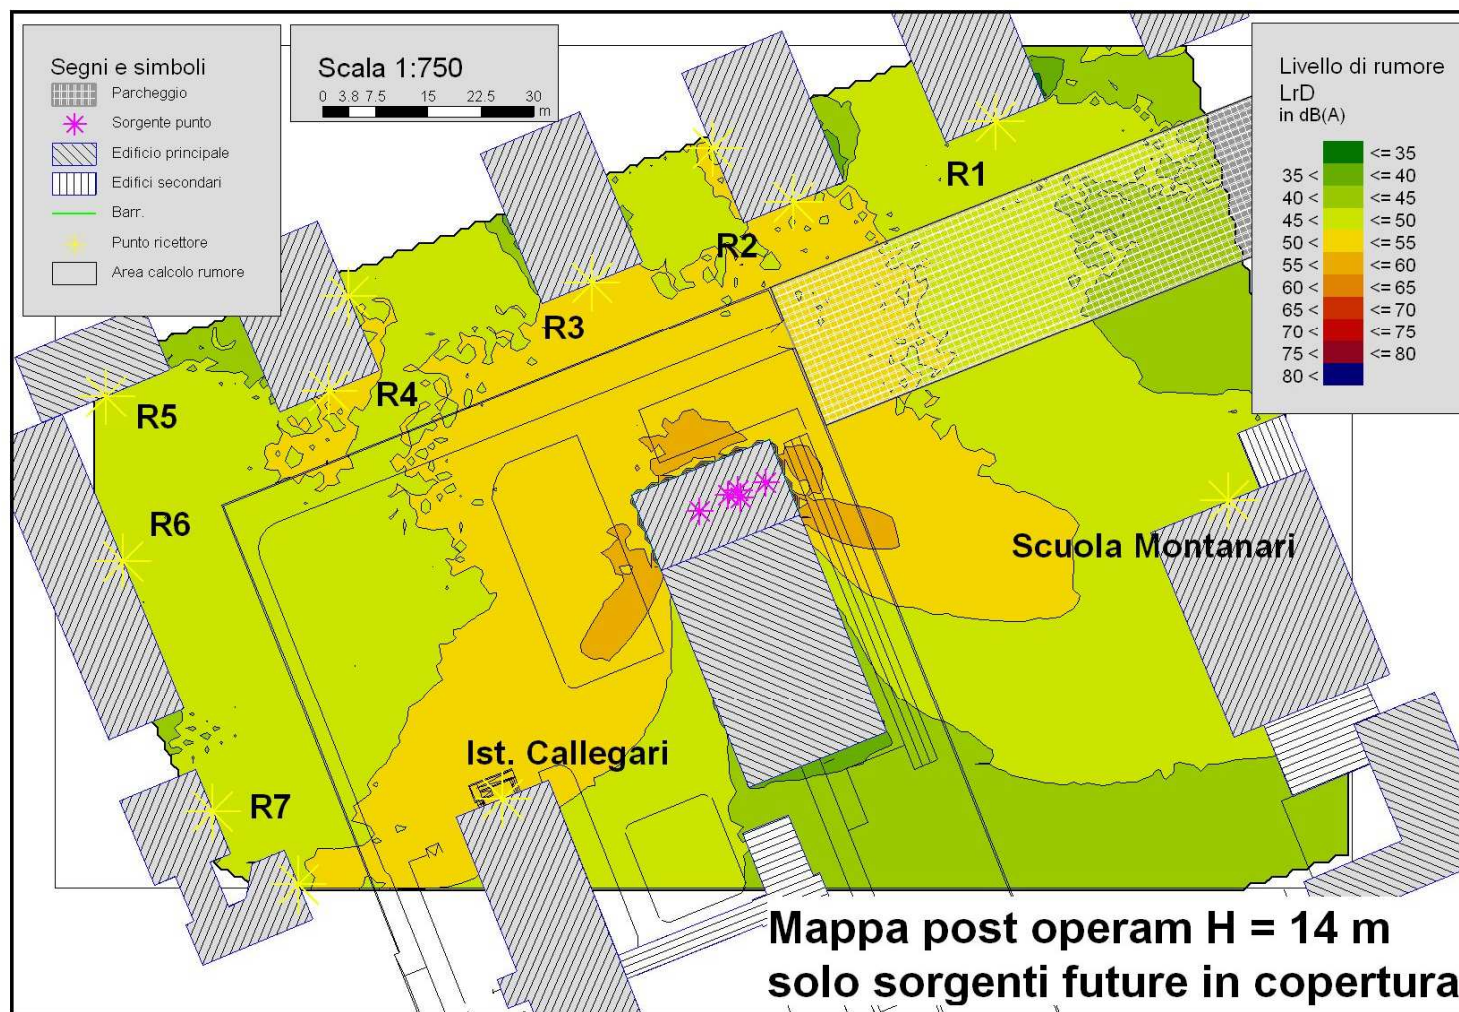 Segni e simboli
Parcheggio
Sorgente punto
Edificio principale
Edifici secondari
Barr.
Punto ricettore
Area calcolo rumore
Scala 1:750
0 3.8 7.5 15 22.5 30
m
Livello di rumore
LrD
in dB(A)
<= 35
35 < <= 40
40 < <= 45
45 < <= 50
50 < <= 55
55 < <= 60
60 < <= 65
65 < <= 70
70 < <= 75
75 < <= 80
80 <
R1
R2
R3
R4
R5
R6
Scuola Montanari
Ist. Callegari
R7
Mappa post operam H = 14 m
solo sorgenti future in copertura